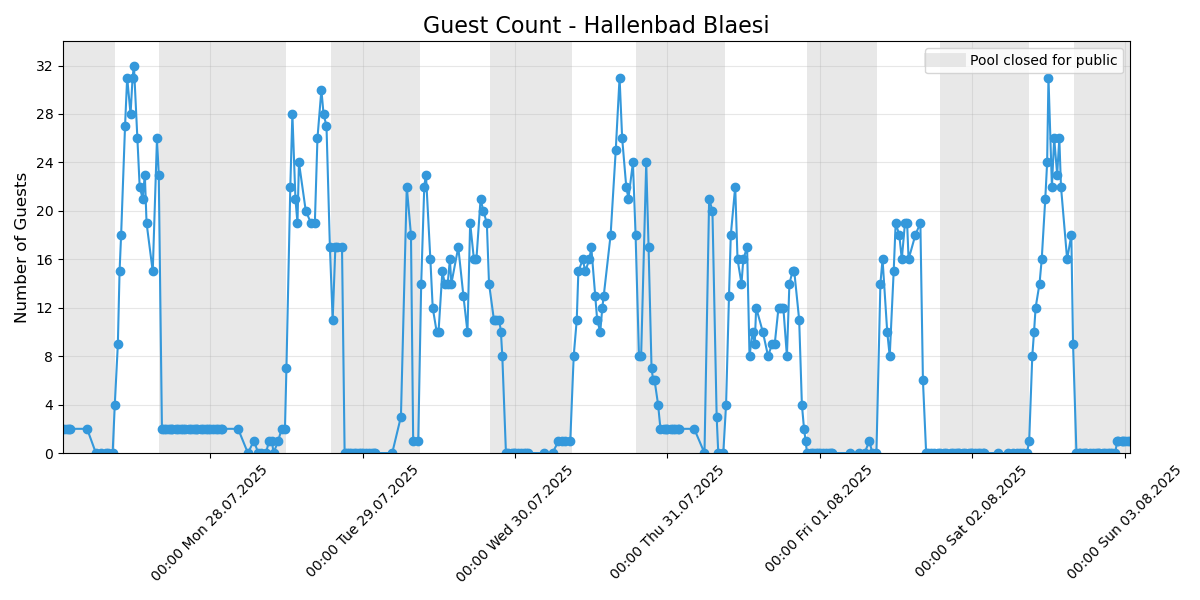 Guest Count - Hallenbad Blaesi
Pool closed for public
Number of Guests
32
28
24
20
16
12
8
4
0
00:00 Mon 28.07.2025
00:00 Tue 29.07.2025
00:00 Wed 30.07.2025
00:00 Thu 31.07.2025
00:00 Fri 01.08.2025
00:00 Sat 02.08.2025
00:00 Sun 03.08.2025